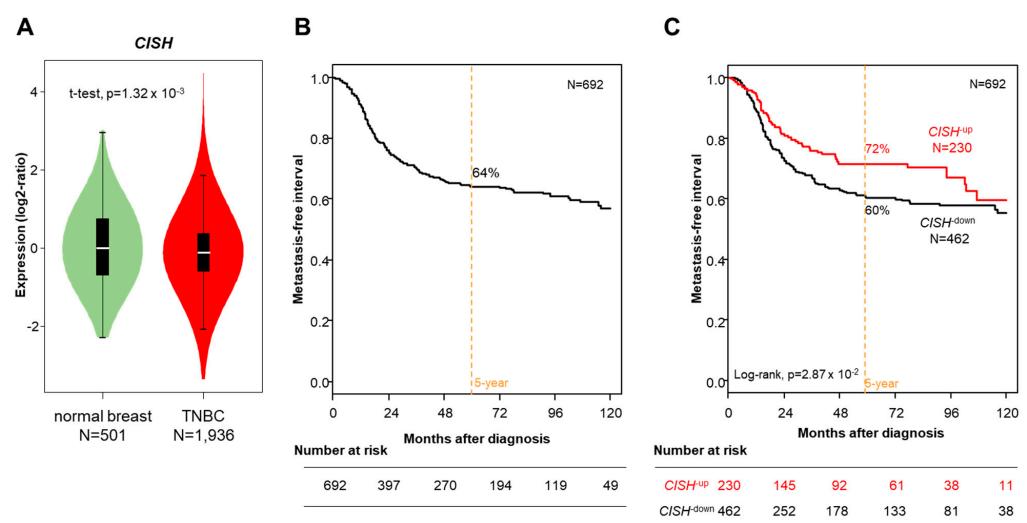 A
CISH
t-test, p=1.32 x 10-3
Expression (log2-ratio)
4
2
0
-2
normal breast
N=501
TNBC
N=1,936
B
N=692
Metastasis-free interval
1.0
0.8
0.6
0.4
0.2
0.0
64%
5-year
0 24 48 72 96 120
Months after diagnosis
Number at risk
692 397 270 194 119 49
C
N=692
Metastasis-free interval
1.0
0.8
0.6
0.4
0.2
0.0
CISH-up
N=230
72%
60%
CISH-down
N=462
Log-rank, p=2.87 x 10-2
5-year
0 24 48 72 96 120
Months after diagnosis
Number at risk
CISH-up 230 145 92 61 38 11
CISH-down 462 252 178 133 81 38